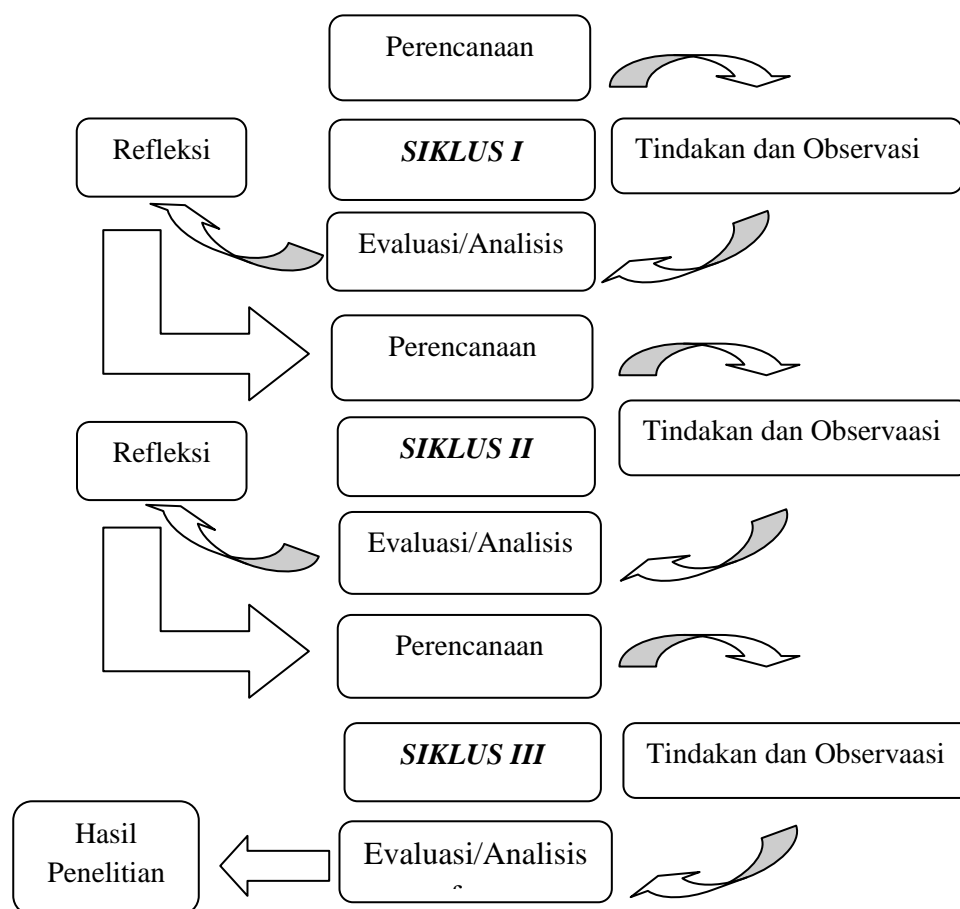 Perencanaan
Refleksi
SIKLUS I
Tindakan dan Observasi
Evaluasi/Analisis
Perencanaan
Refleksi
SIKLUS II
Tindakan dan Observaasi
Evaluasi/Analisis
Perencanaan
SIKLUS III
Tindakan dan Observaasi
Hasil
Penelitian
Evaluasi/Analisis